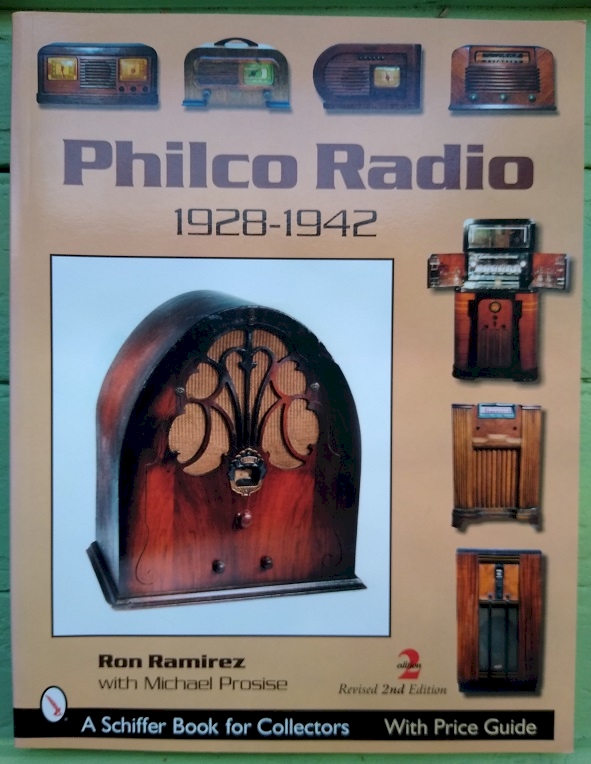 Philco Radio
1928-1942
Ron Ramirez
with Michael Prosise
2
edition
Revised 2nd Edition
A Schiffer Book for Collectors
With Price Guide